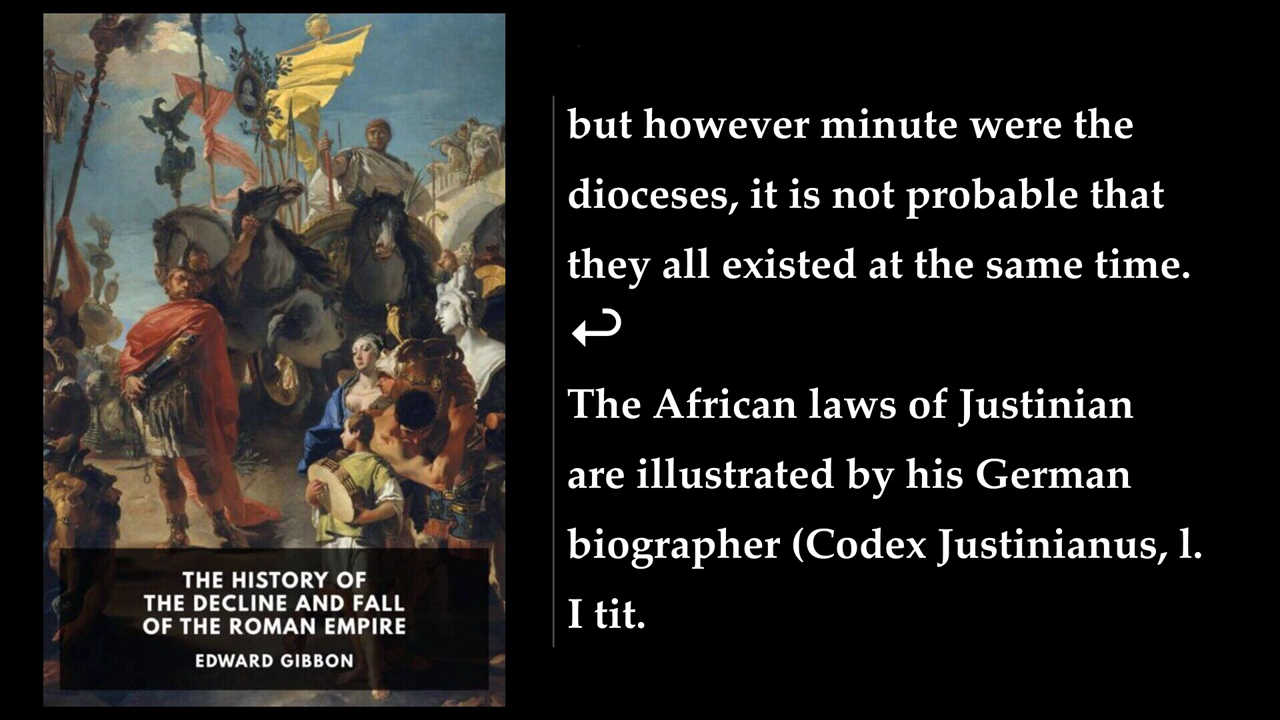 THE HISTORY OF
THE DECLINE AND FALL
OF THE ROMAN EMPIRE
EDWARD GIBBON
but however minute were the
dioceses, it is not probable that
they all existed at the same time.
↩
The African laws of Justinian
are illustrated by his German
biographer (Codex Justinianus, l.
I tit.